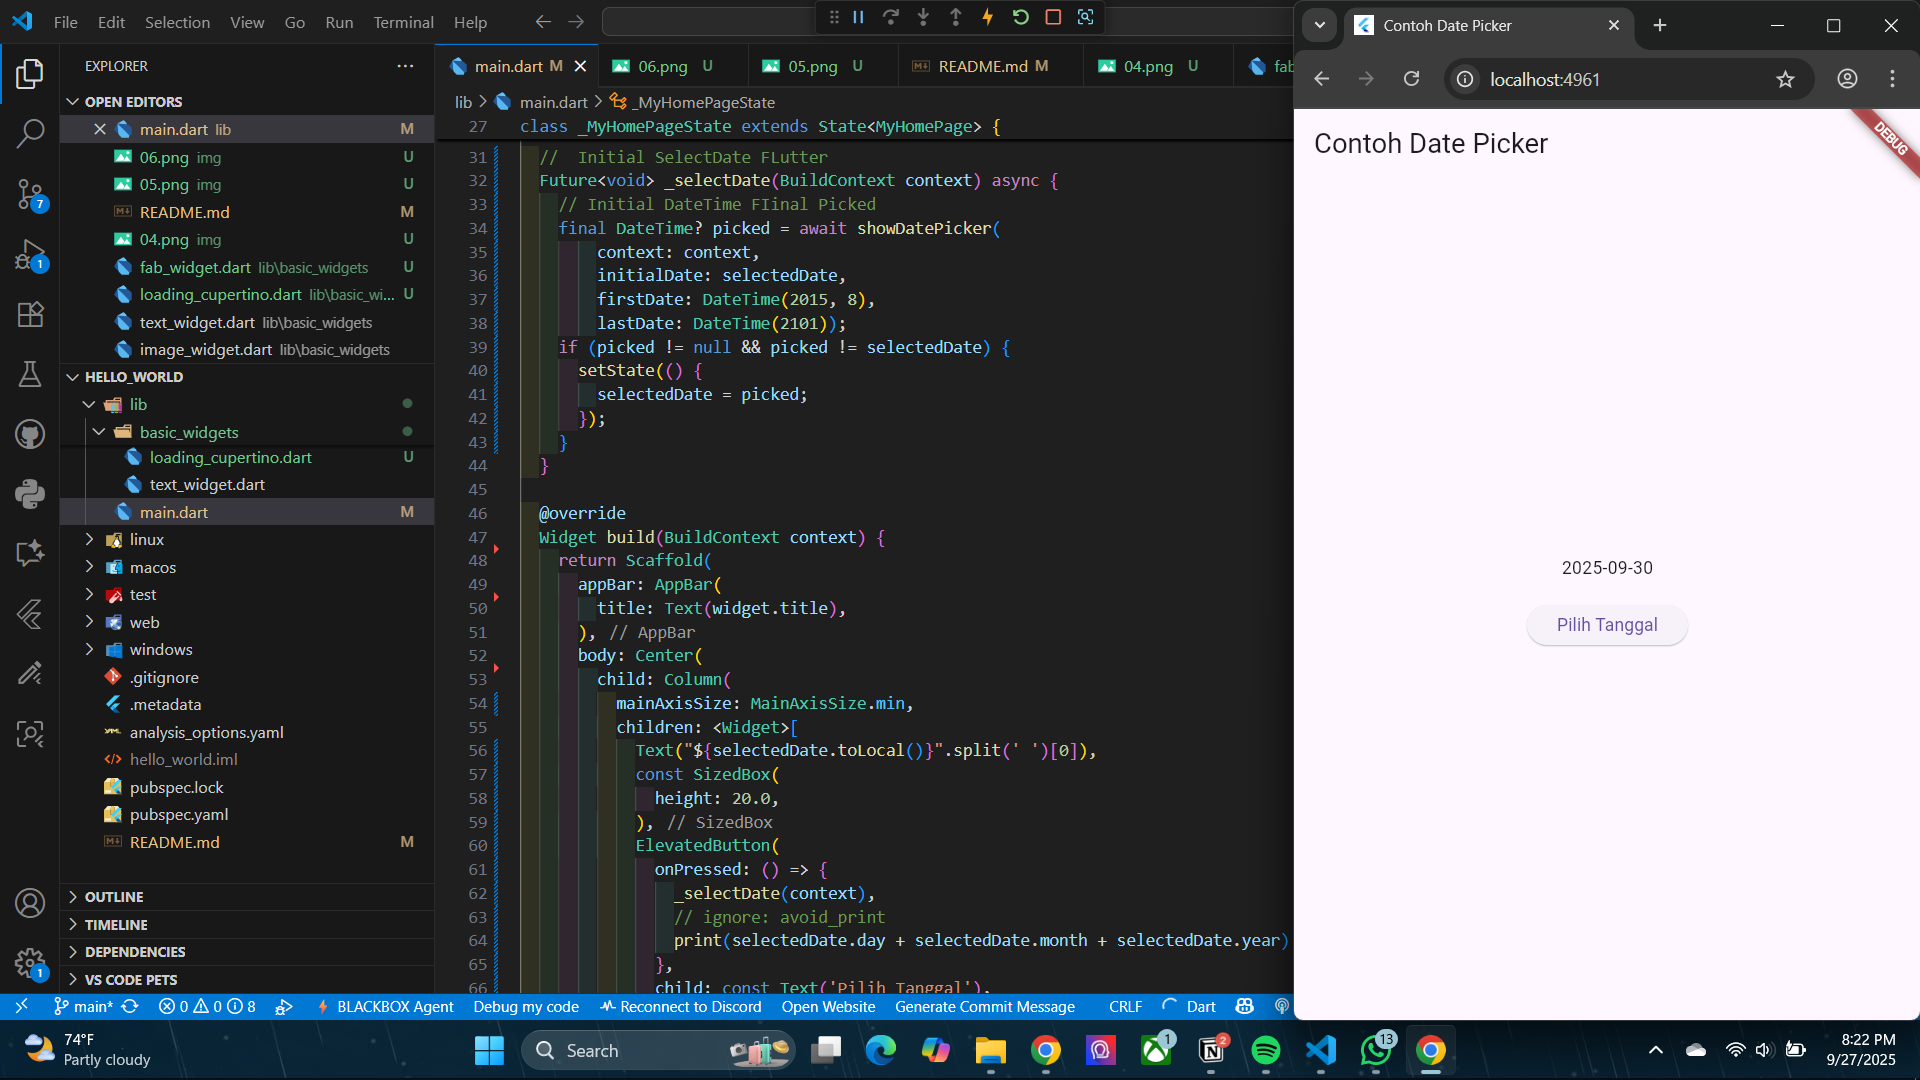 File Edit Selection View Go Run Terminal Help
EXPLORER
OPEN EDITORS
main.dart lib M
06.png img U
05.png img U
README.md M
04.png img U
fab_widget.dart lib\basic_widgets U
loading_cupertino.dart lib\basic_wi... U
text_widget.dart lib\basic_widgets
image_widget.dart lib\basic_widgets
HELLO_WORLD
lib
basic_widgets
loading_cupertino.dart U
text_widget.dart
main.dart M
linux
macos
test
web
windows
.gitignore
.metadata
analysis_options.yaml
hello_world.iml
pubspec.lock
pubspec.yaml
README.md M
OUTLINE
TIMELINE
DEPENDENCIES
VS CODE PETS
7
1
1
main.dart M 06.png U 05.png U README.md M 04.png U fab
lib > main.dart > _MyHomePageState
27 class _MyHomePageState extends State<MyHomePage> {
31 //  Initial SelectDate FLutter
32 Future<void> _selectDate(BuildContext context) async {
33 // Initial DateTime FIinal Picked
34 final DateTime? picked = await showDatePicker(
35 context: context,
36 initialDate: selectedDate,
37 firstDate: DateTime(2015, 8),
38 lastDate: DateTime(2101));
39 if (picked != null && picked != selectedDate) {
40 setState(() {
41 selectedDate = picked;
42 });
43 }
44 }
45
46 @override
47 Widget build(BuildContext context) {
48 return Scaffold(
49 appBar: AppBar(
50 title: Text(widget.title),
51 ), // AppBar
52 body: Center(
53 child: Column(
54 mainAxisSize: MainAxisSize.min,
55 children: <Widget>[
56 Text("${selectedDate.toLocal()}".split(' ')[0]),
57 const SizedBox(
58 height: 20.0,
59 ), // SizedBox
60 ElevatedButton(
61 onPressed: () => {
62 _selectDate(context),
63 // ignore: avoid_print
64 print(selectedDate.day + selectedDate.month + selectedDate.year)
65 },
66 child: const Text('Pilih Tanggal'),
main* 0 0 8 BLACKBOX Agent Debug my code Reconnect to Discord Open Website Generate Commit Message CRLF Dart
Contoh Date Picker
localhost:4961
Contoh Date Picker
DEBUG
2025-09-30
Pilih Tanggal
74°F
Partly cloudy
Search
1
2
13
8:22 PM
9/27/2025